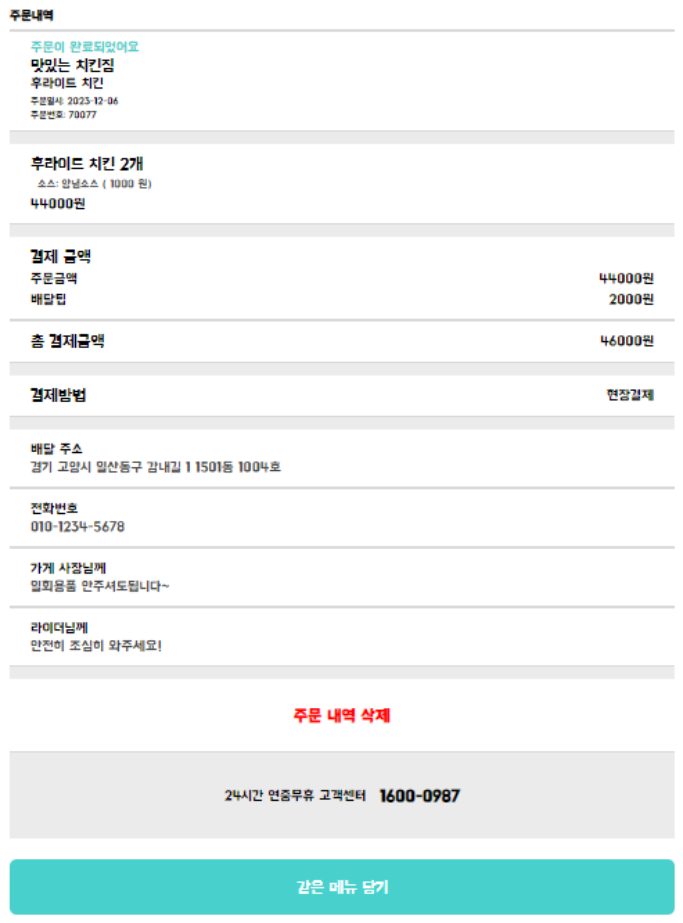 주문내역
주문이 완료되었어요
맛있는 치킨집
후라이드 치킨
주문일시: 2023-12-06
주문번호: 70077
후라이드 치킨 2개
소스: 양념소스 ( 1000 원)
44000원
결제 금액
주문금액 44000원
배달팁 2000원
총 결제금액 46000원
결제방법 현장결제
배달 주소
경기 고양시 일산동구 감내길 1 1501동 1004호
전화번호
010-1234-5678
가게 사장님께
일회용품 안주셔도됩니다~
라이더님께
안전히 조심히 와주세요!
주문 내역 삭제
24시간 연중무휴 고객센터 1600-0987
같은 메뉴 담기